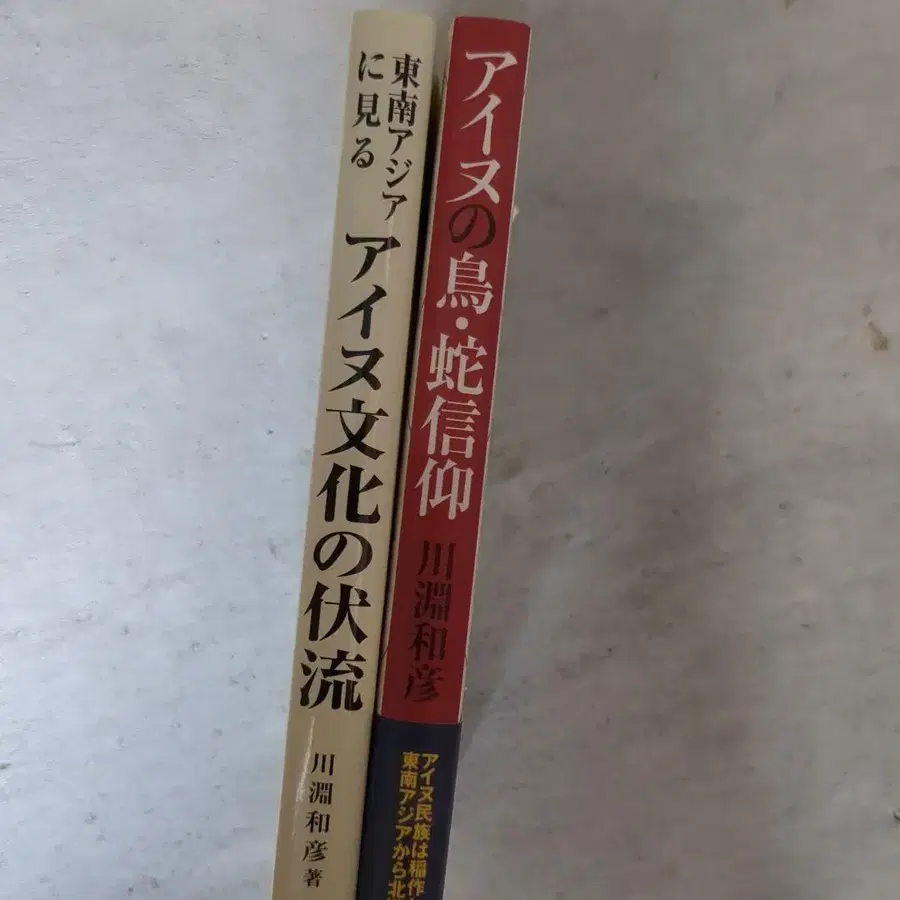 東南アジア
に見る
アイヌ文化の伏流
川淵和彦著
アイヌの鳥・蛇信仰
川淵和彦
アイヌ民族は稲作
東南アジアから北